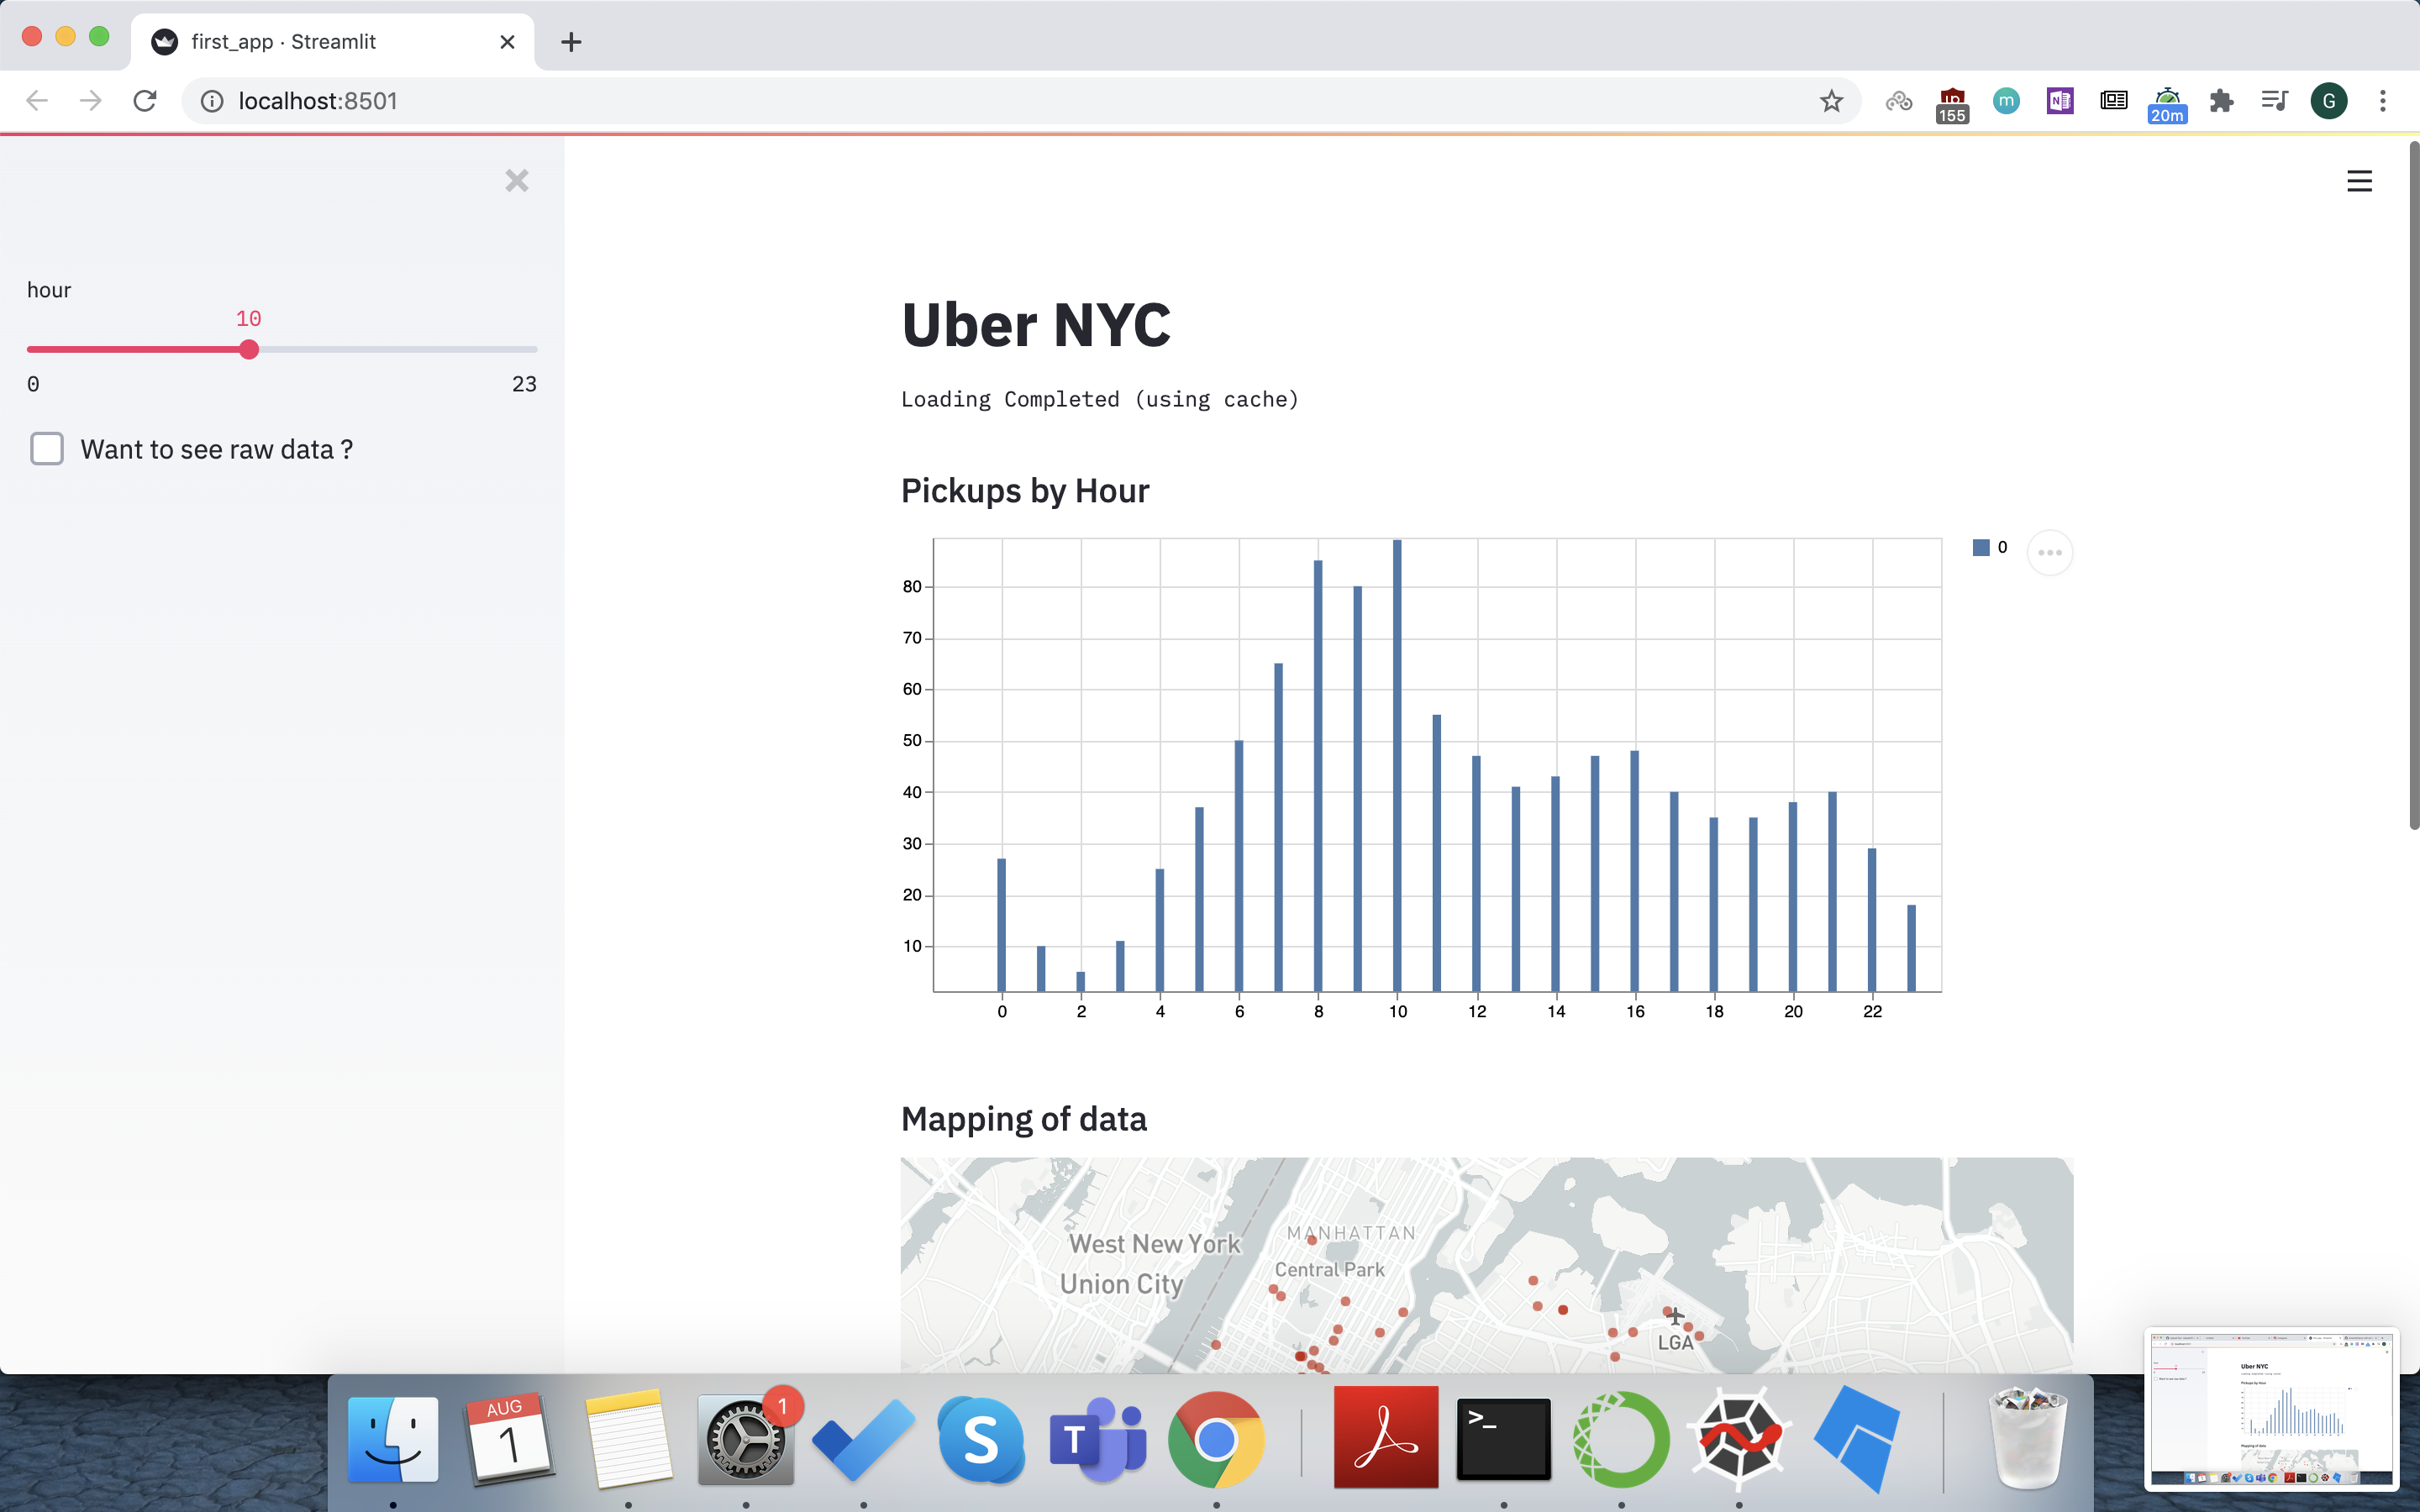 first_app · Streamlit
localhost:8501
155
m
N
20m
G
hour
10
0 23
Want to see raw data ?
Uber NYC
Loading Completed (using cache)
Pickups by Hour
0
80
70
60
50
40
30
20
10
0 2 4 6 8 10 12 14 16 18 20 22
Mapping of data
MANHATTAN
West New York
Central Park
Union City
LGA
AUG
1
1
S
T
>_
Uber NYC